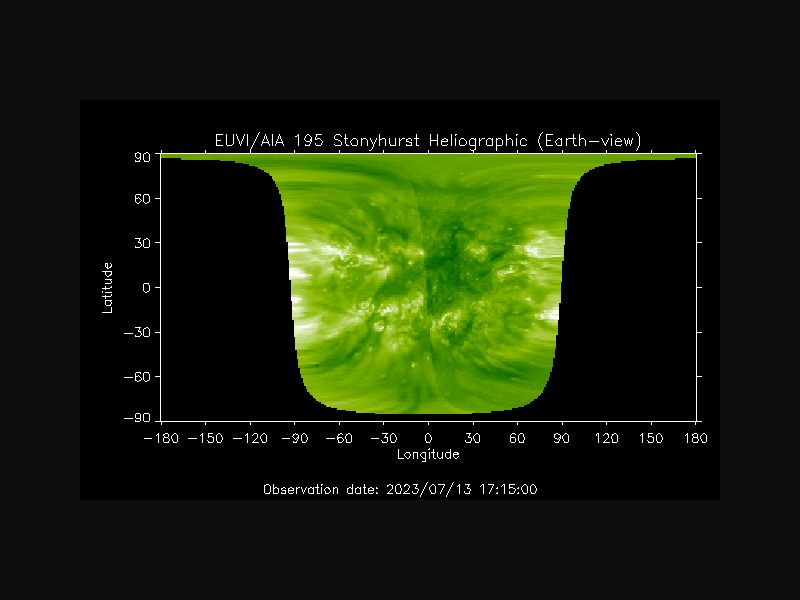 EUVI/AIA 195 Stonyhurst Heliographic (Earth-view)
90
60
30
0
-30
-60
-90
Latitude
-180 -150 -120 -90 -60 -30 0 30 60 90 120 150 180
Longitude
Observation date: 2023/07/13 17:15:00